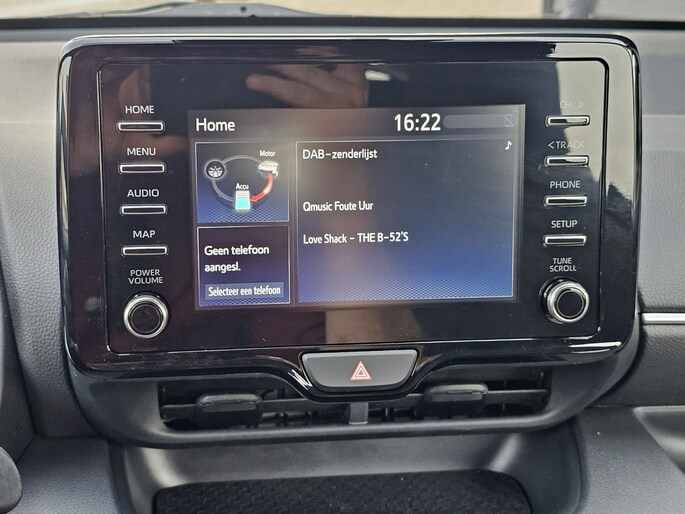 HOME
MENU
AUDIO
MAP
POWER
VOLUME
Home
16:22
Motor
Accu
Geen telefoon
aangesl.
Selecteer een telefoon
DAB-zenderlijst
Qmusic Foute Uur
Love Shack - THE B-52'S
CH >
< TRACK
PHONE
SETUP
TUNE
SCROLL